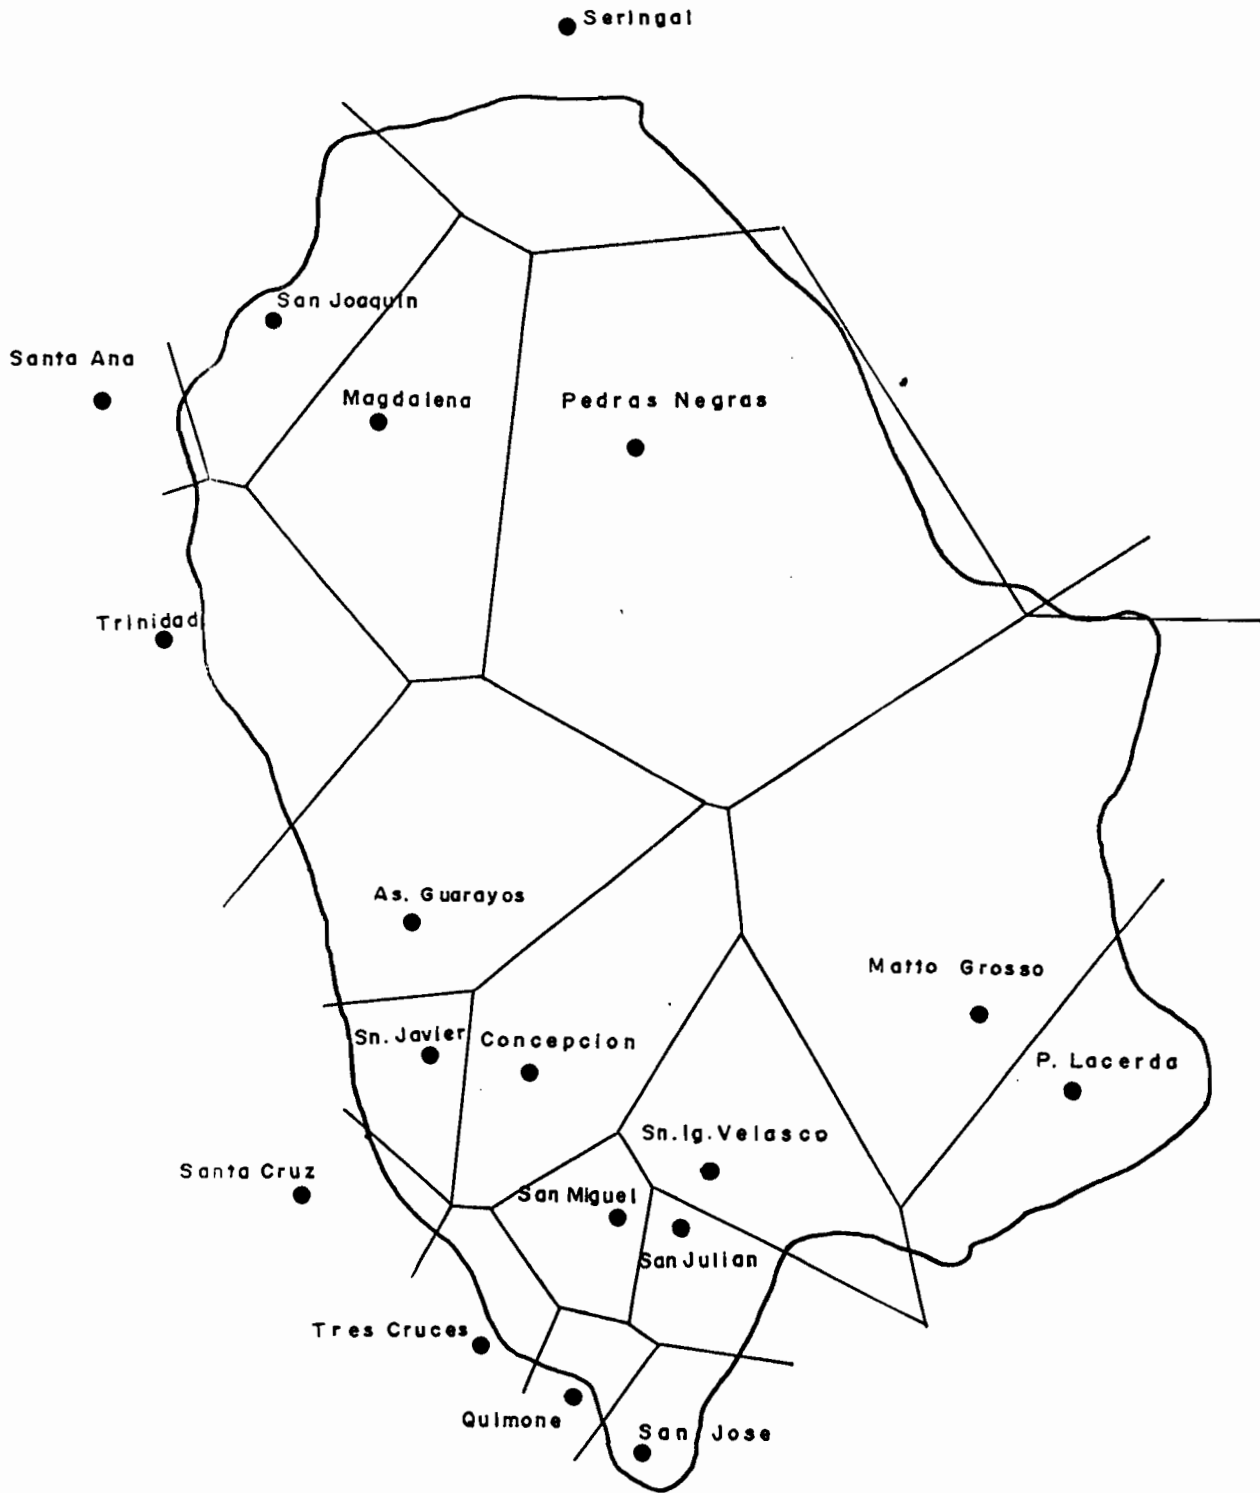 Seringal
San Joaquin
Santa Ana
Magdalena
Pedras Negras
Trinidad
As. Guarayos
Matto Grosso
Sn. Javier
Concepcion
P. Lacerda
Sn. Ig. Velasco
Santa Cruz
San Miguel
San Julian
Tres Cruces
Quimone
San Jose